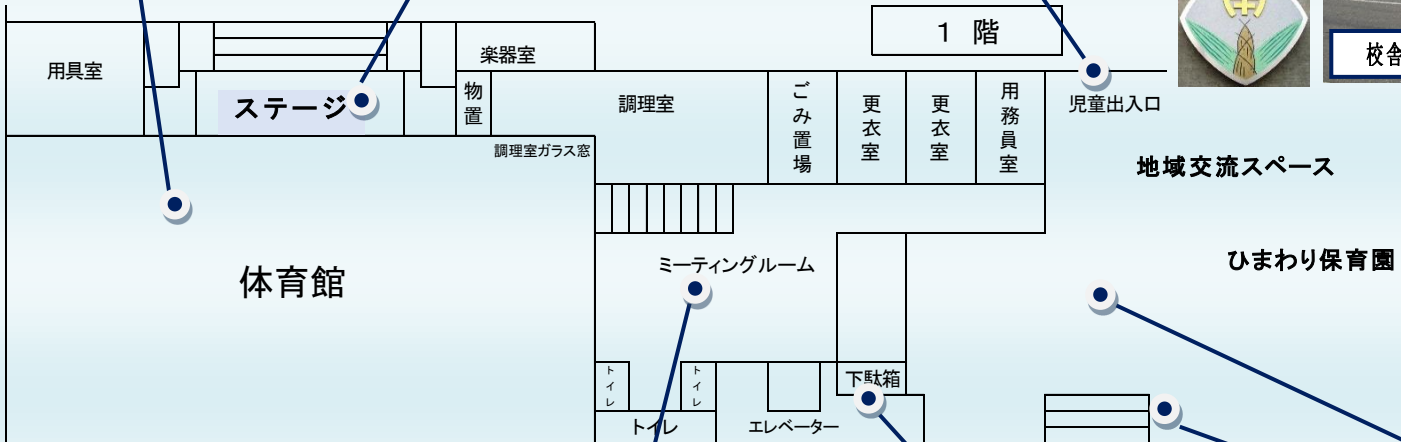 1 階
校舎
楽器室
用具室
ステージ
物置
調理室
ごみ置場
更衣室
更衣室
用務員室
児童出入口
調理室ガラス窓
地域交流スペース
ひまわり保育園
ミーティングルーム
体育館
トイレ
トイレ
下駄箱
トイレ
エレベーター